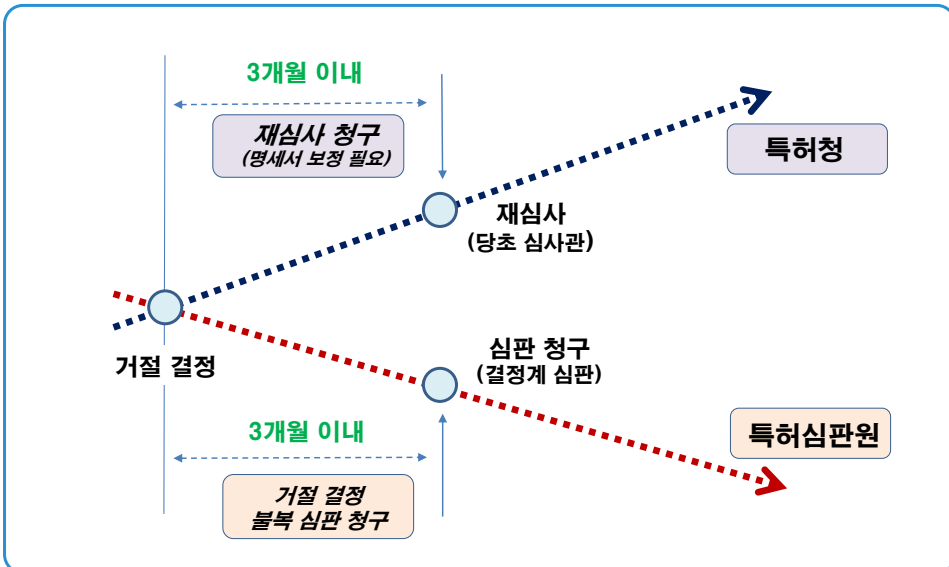 3개월 이내
재심사 청구
(명세서 보정 필요)
특허청
재심사
(당초 심사관)
거절 결정
심판 청구
(결정계 심판)
3개월 이내
특허심판원
거절 결정
불복 심판 청구